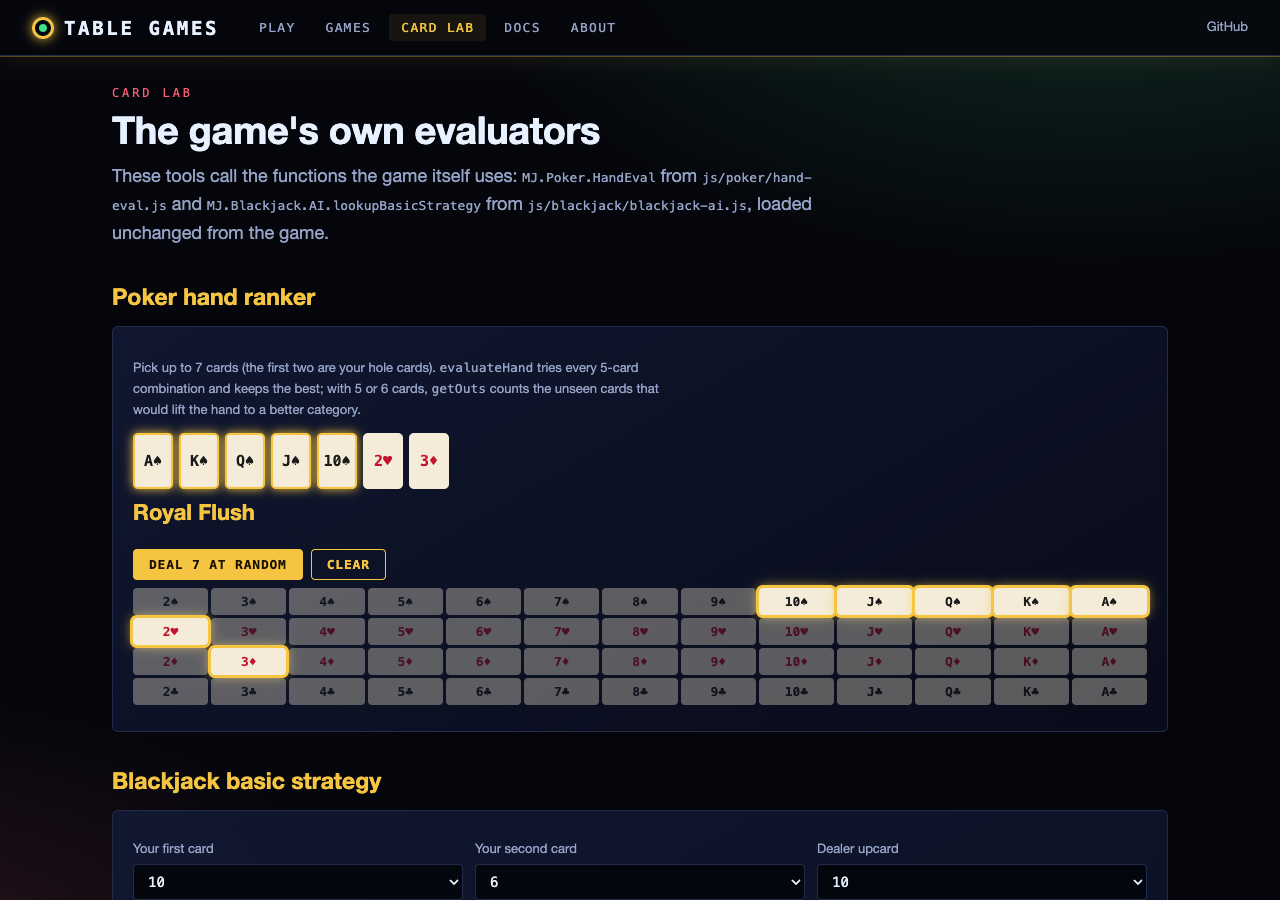 TABLE GAMES PLAY GAMES CARD LAB DOCS ABOUT GitHub
CARD LAB
The game's own evaluators
These tools call the functions the game itself uses: MJ.Poker.HandEval from js/poker/hand-
eval.js and MJ.Blackjack.AI.lookupBasicStrategy from js/blackjack/blackjack-ai.js, loaded
unchanged from the game.
Poker hand ranker
Pick up to 7 cards (the first two are your hole cards). evaluateHand tries every 5-card
combination and keeps the best; with 5 or 6 cards, getOuts counts the unseen cards that
would lift the hand to a better category.
A♠ K♠ Q♠ J♠ 10♠ 2♥ 3♦
Royal Flush
DEAL 7 AT RANDOM CLEAR
2♠ 3♠ 4♠ 5♠ 6♠ 7♠ 8♠ 9♠ 10♠ J♠ Q♠ K♠ A♠
2♥ 3♥ 4♥ 5♥ 6♥ 7♥ 8♥ 9♥ 10♥ J♥ Q♥ K♥ A♥
2♦ 3♦ 4♦ 5♦ 6♦ 7♦ 8♦ 9♦ 10♦ J♦ Q♦ K♦ A♦
2♣ 3♣ 4♣ 5♣ 6♣ 7♣ 8♣ 9♣ 10♣ J♣ Q♣ K♣ A♣
Blackjack basic strategy
Your first card Your second card Dealer upcard
10 6 10